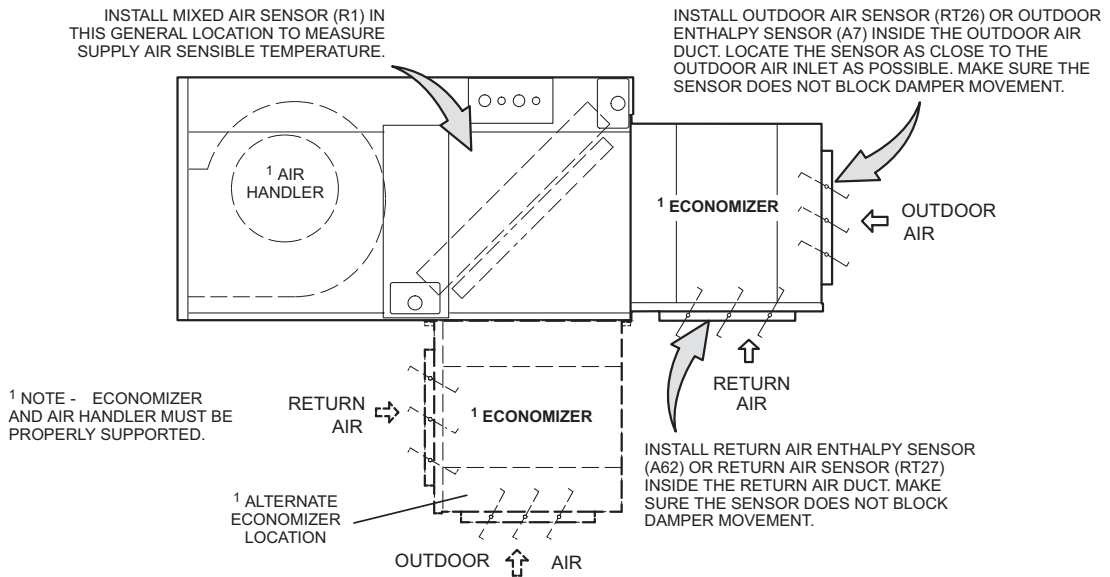 INSTALL MIXED AIR SENSOR (R1) IN
THIS GENERAL LOCATION TO MEASURE
SUPPLY AIR SENSIBLE TEMPERATURE.
INSTALL OUTDOOR AIR SENSOR (RT26) OR OUTDOOR
ENTHALPY SENSOR (A7) INSIDE THE OUTDOOR AIR
DUCT. LOCATE THE SENSOR AS CLOSE TO THE
OUTDOOR AIR INLET AS POSSIBLE. MAKE SURE THE
SENSOR DOES NOT BLOCK DAMPER MOVEMENT.
1 AIR
HANDLER
1 ECONOMIZER
OUTDOOR
AIR
RETURN
AIR
1 NOTE - ECONOMIZER
AND AIR HANDLER MUST BE
PROPERLY SUPPORTED.
RETURN
AIR
1 ECONOMIZER
INSTALL RETURN AIR ENTHALPY SENSOR
(A62) OR RETURN AIR SENSOR (RT27)
INSIDE THE RETURN AIR DUCT. MAKE
SURE THE SENSOR DOES NOT BLOCK
DAMPER MOVEMENT.
1 ALTERNATE
ECONOMIZER
LOCATION
OUTDOOR AIR